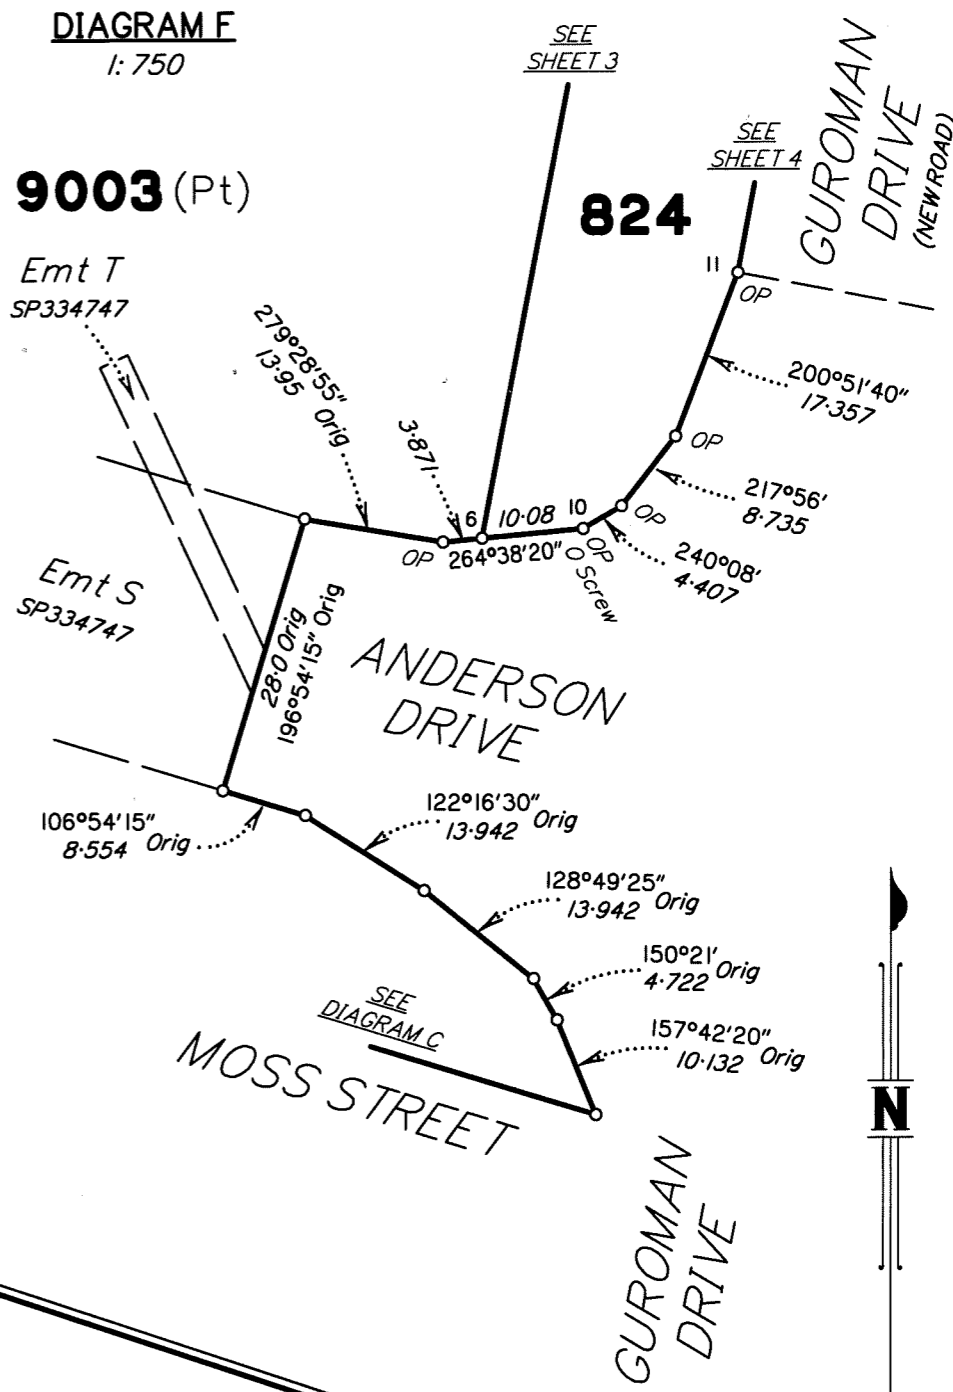 DIAGRAM F
1:750
SEE
SHEET 3
SEE
SHEET 4
GUROMAN
DRIVE
(NEW ROAD)
9003 (Pt)
824
Emt T
SP334747
11
OP
279°28'55"
13·95 Orig
3·871
200°51'40"
17·357
OP
217°56'
8·735
6
10·08
10
OP
OP
264°38'20"
OP
O Screw
240°08'
4·407
Emt S
SP334747
28·0 Orig
196°54'15" Orig
ANDERSON
DRIVE
106°54'15"
8·554 Orig
122°16'30"
13·942 Orig
128°49'25"
13·942 Orig
150°21'
4·722 Orig
157°42'20"
10·132 Orig
SEE
DIAGRAM C
MOSS STREET
N
GUROMAN
DRIVE